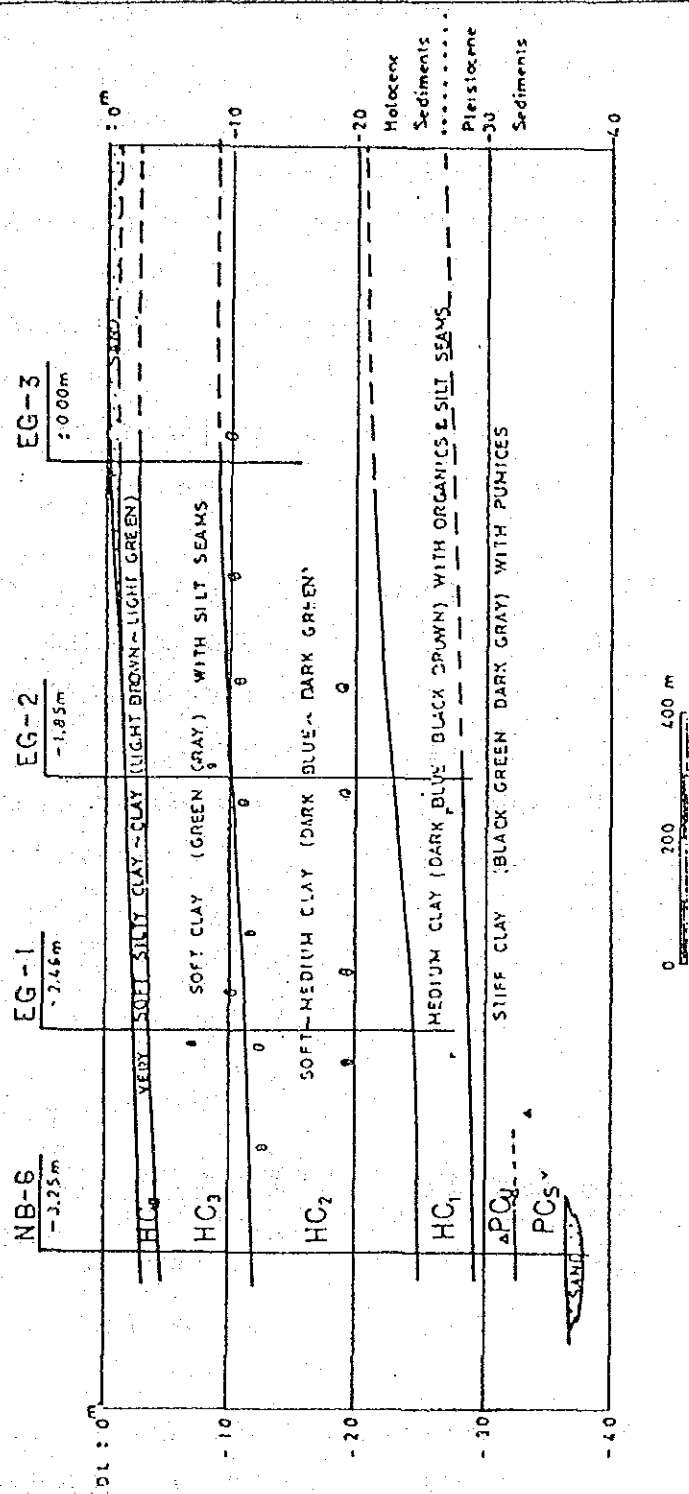 NB-6
-3.25m
EG-1
-2.46m
EG-2
-1.85m
EG-3
±0.00m
DL : 0m
-10
-20
-30
-40
±0m
-10
-20
-30
-40
SAND
HC4
VERY SOFT SILTY CLAY ~ CLAY (LIGHT BROWN ~ LIGHT GREEN)
HC3
SOFT CLAY (GREEN GRAY) WITH SILT SEAMS
HC2
SOFT ~ MEDIUM CLAY (DARK BLUE ~ DARK GREEN)
HC1
MEDIUM CLAY (DARK BLUE BLACK BROWN) WITH ORGANICS & SILT SEAMS
PCu
STIFF CLAY (BLACK GREEN DARK GRAY) WITH PUMICES
PCs
SAND
Holocene
Sediments
Pleistocene
Sediments
0 200 400 m